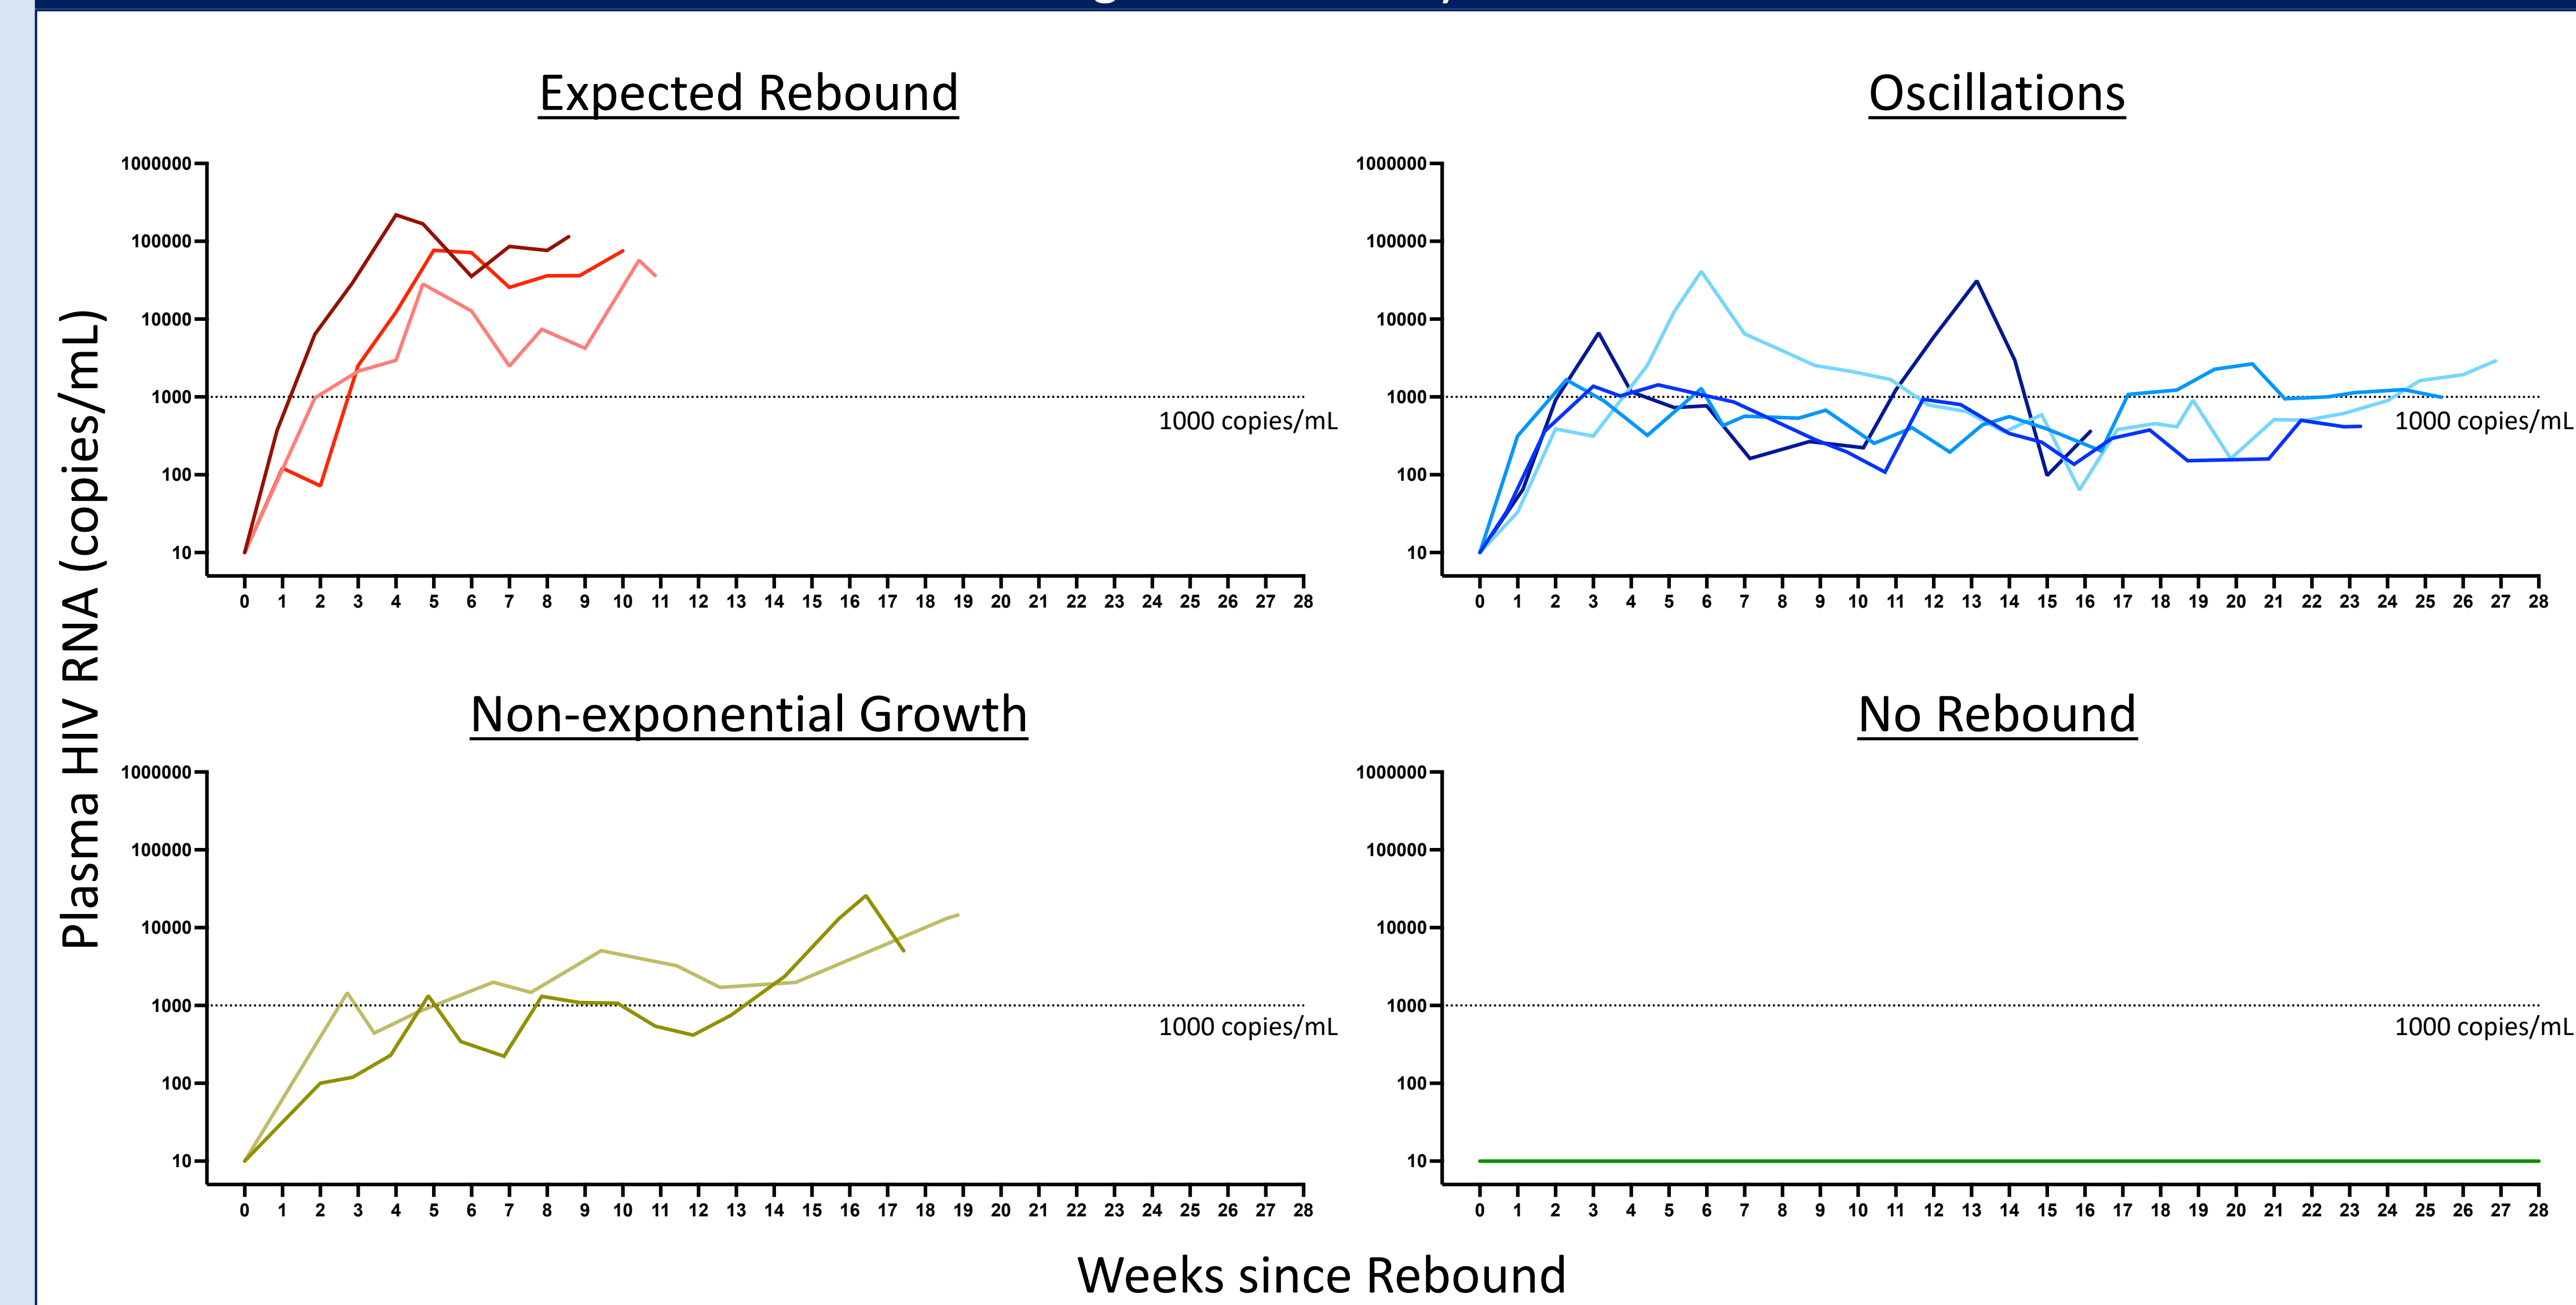 Expected Rebound
Oscillations
Plasma HIV RNA (copies/mL)
1000000
100000
10000
1000
100
10
1000 copies/mL
0 1 2 3 4 5 6 7 8 9 10 11 12 13 14 15 16 17 18 19 20 21 22 23 24 25 26 27 28
1000000
100000
10000
1000
100
10
1000 copies/mL
0 1 2 3 4 5 6 7 8 9 10 11 12 13 14 15 16 17 18 19 20 21 22 23 24 25 26 27 28
Non-exponential Growth
No Rebound
1000000
100000
10000
1000
100
10
1000 copies/mL
0 1 2 3 4 5 6 7 8 9 10 11 12 13 14 15 16 17 18 19 20 21 22 23 24 25 26 27 28
1000000
100000
10000
1000
100
10
1000 copies/mL
0 1 2 3 4 5 6 7 8 9 10 11 12 13 14 15 16 17 18 19 20 21 22 23 24 25 26 27 28
Weeks since Rebound